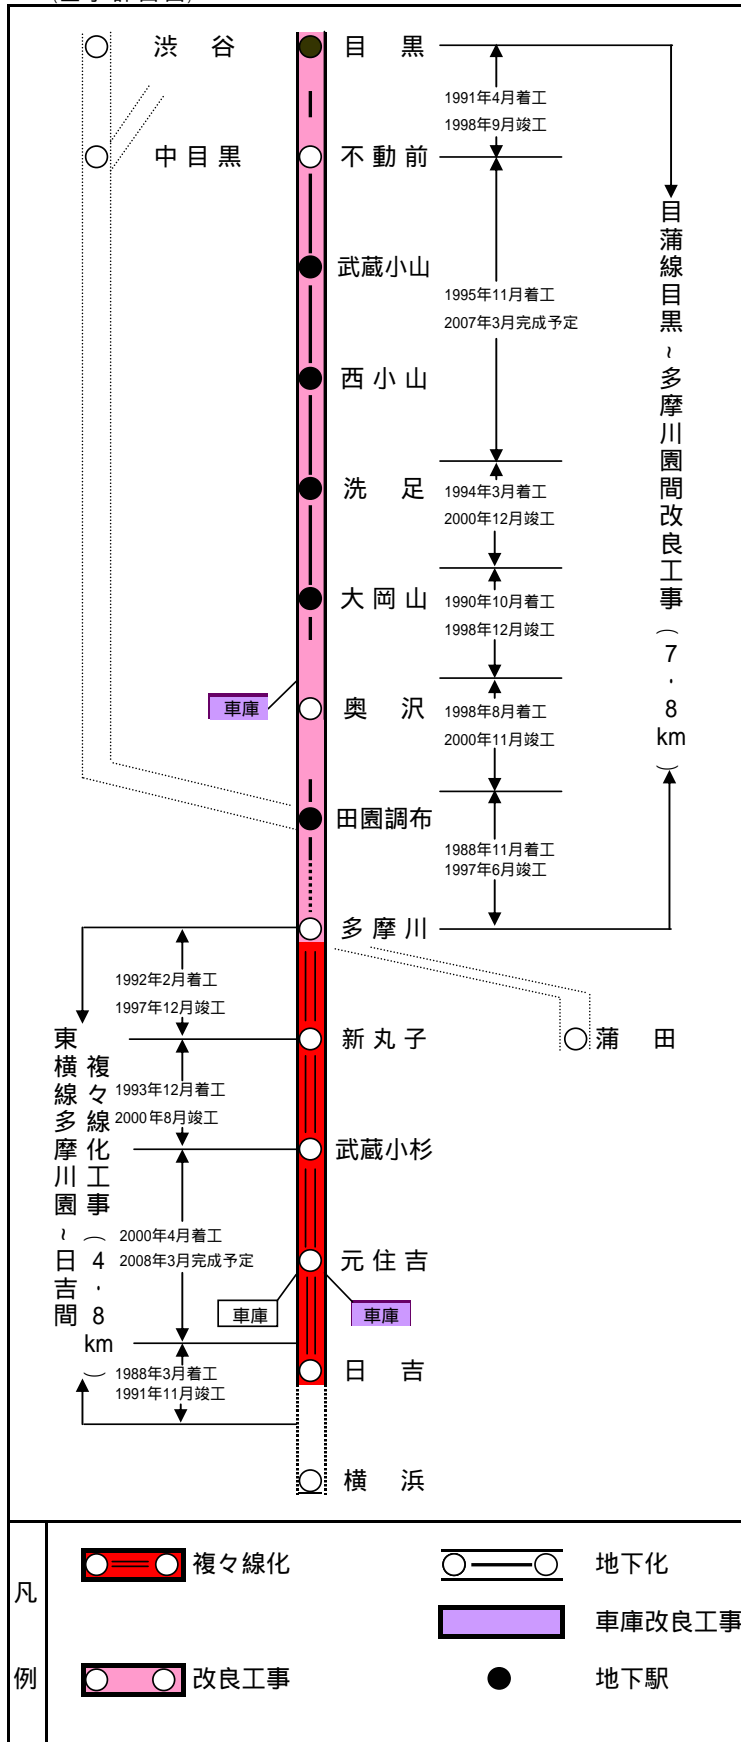 渋谷
目黒
1991年4月着工
1998年9月竣工
中目黒
不動前
武蔵小山
1995年11月着工
2007年3月完成予定
西小山
洗足
1994年3月着工
2000年12月竣工
大岡山
1990年10月着工
1998年12月竣工
車庫
奥沢
1998年8月着工
2000年11月竣工
田園調布
1988年11月着工
1997年6月竣工
多摩川
目蒲線目黒~多摩川園間改良工事(7.8km)
1992年2月着工
1997年12月竣工
新丸子
蒲田
1993年12月着工
2000年8月竣工
武蔵小杉
東横線多摩川園~日吉間
複々線化工事(4.8km)
2000年4月着工
2008年3月完成予定
元住吉
車庫
車庫
日吉
1988年3月着工
1991年11月竣工
横浜
凡例
複々線化
地下化
車庫改良工事
改良工事
地下駅